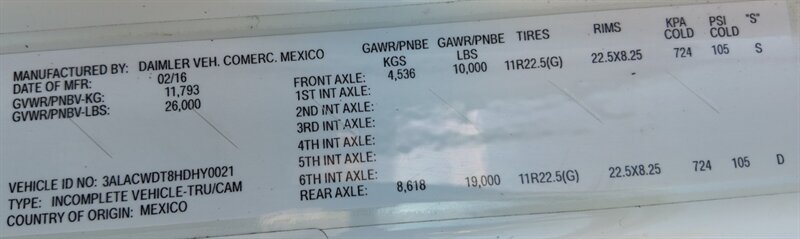 GAWR/PNBE GAWR/PNBE TIRES RIMS KPA PSI "S"
KGS LBS COLD COLD
MANUFACTURED BY: DAIMLER VEH. COMERC. MEXICO
DATE OF MFR: 02/16
GVWR/PNBV-KG: 11,793
GVWR/PNBV-LBS: 26,000
FRONT AXLE: 4,536 10,000 11R22.5(G) 22.5X8.25 724 105 S
1ST INT AXLE:
2ND INT AXLE:
3RD INT AXLE:
4TH INT AXLE:
5TH INT AXLE:
6TH INT AXLE:
REAR AXLE: 8,618 19,000 11R22.5(G) 22.5X8.25 724 105 D
VEHICLE ID NO: 3ALACWDT8HDHY0021
TYPE: INCOMPLETE VEHICLE-TRU/CAM
COUNTRY OF ORIGIN: MEXICO